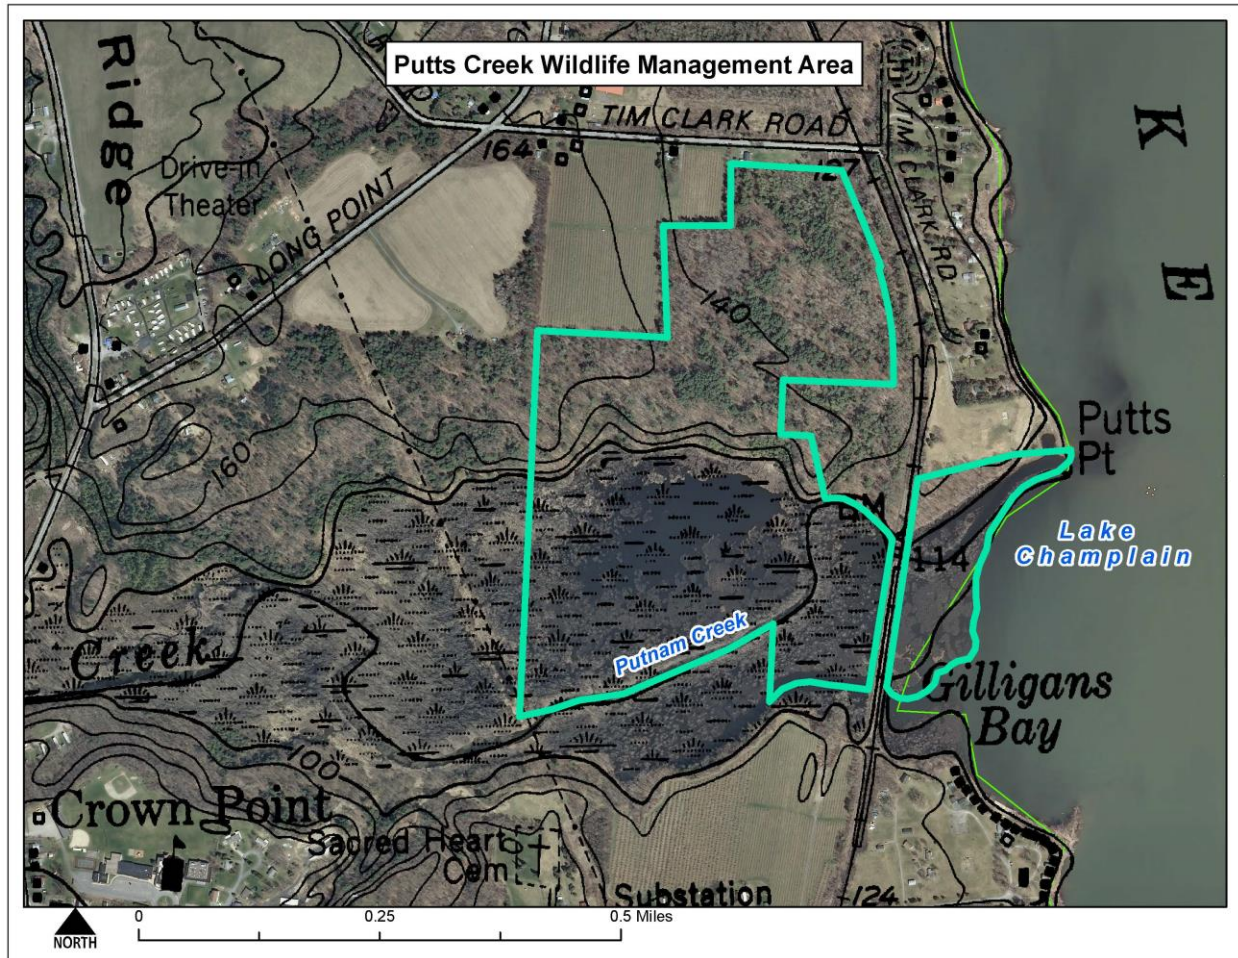 Putts Creek Wildlife Management Area
Ridge
K
E
TIM CLARK ROAD
164
127
TIM CLARK RD
Drive-in
Theater
LONG POINT
140
160
Putts
Pt
BM
114
Lake
Champlain
Putnam Creek
Creek
Gilligans
Bay
100
Crown Point
Sacred Heart
Cem
Substation
124
NORTH
0
0.25
0.5 Miles